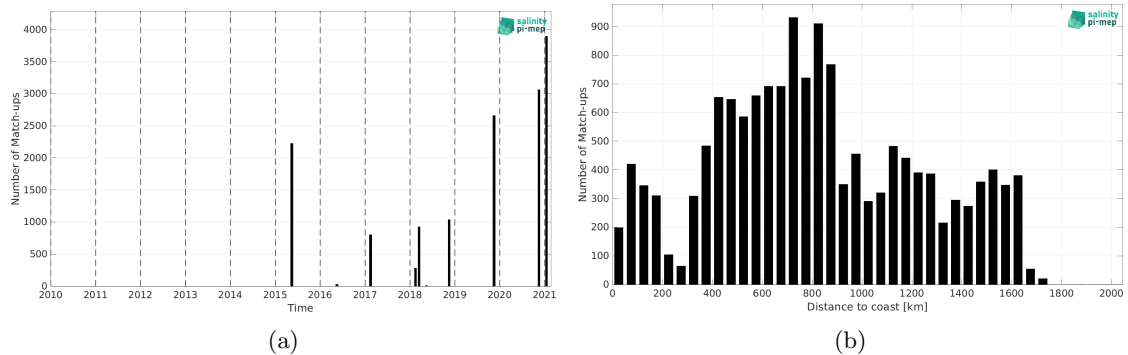 salinity
pi-mep
4000
3500
3000
2500
2000
1500
1000
500
0
Number of Match-ups
2010 2011 2012 2013 2014 2015 2016 2017 2018 2019 2020 2021
Time
(a)
salinity
pi-mep
900
800
700
600
500
400
300
200
100
0
Number of Match-ups
0 200 400 600 800 1000 1200 1400 1600 1800 2000
Distance to coast [km]
(b)